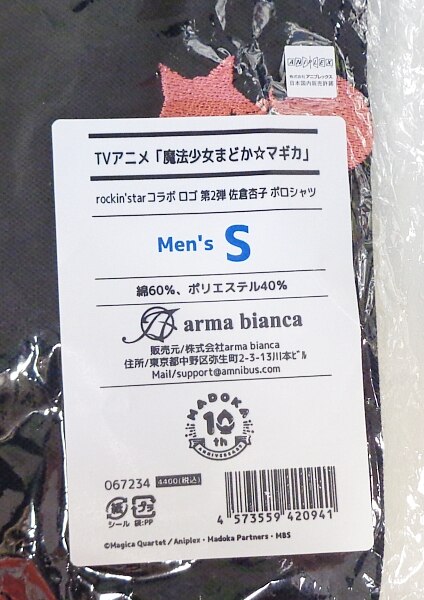 ANIPLEX
株式会社アニプレックス
日本国内販売許諾
TVアニメ「魔法少女まどか☆マギカ」
rockin'starコラボ ロゴ 第2弾 佐倉杏子 ポロシャツ
Men's S
綿60%、ポリエステル40%
arma bianca
販売元/株式会社arma bianca
住所/東京都中野区弥生町2-3-13川本ビル
Mail/support@amnibus.com
MADOKA
10th
ANNIVERSARY
067234 4400(税込)
紙 プラ
シール 袋:PP
4 573559 420941
©Magica Quartet / Aniplex・Madoka Partners・MBS